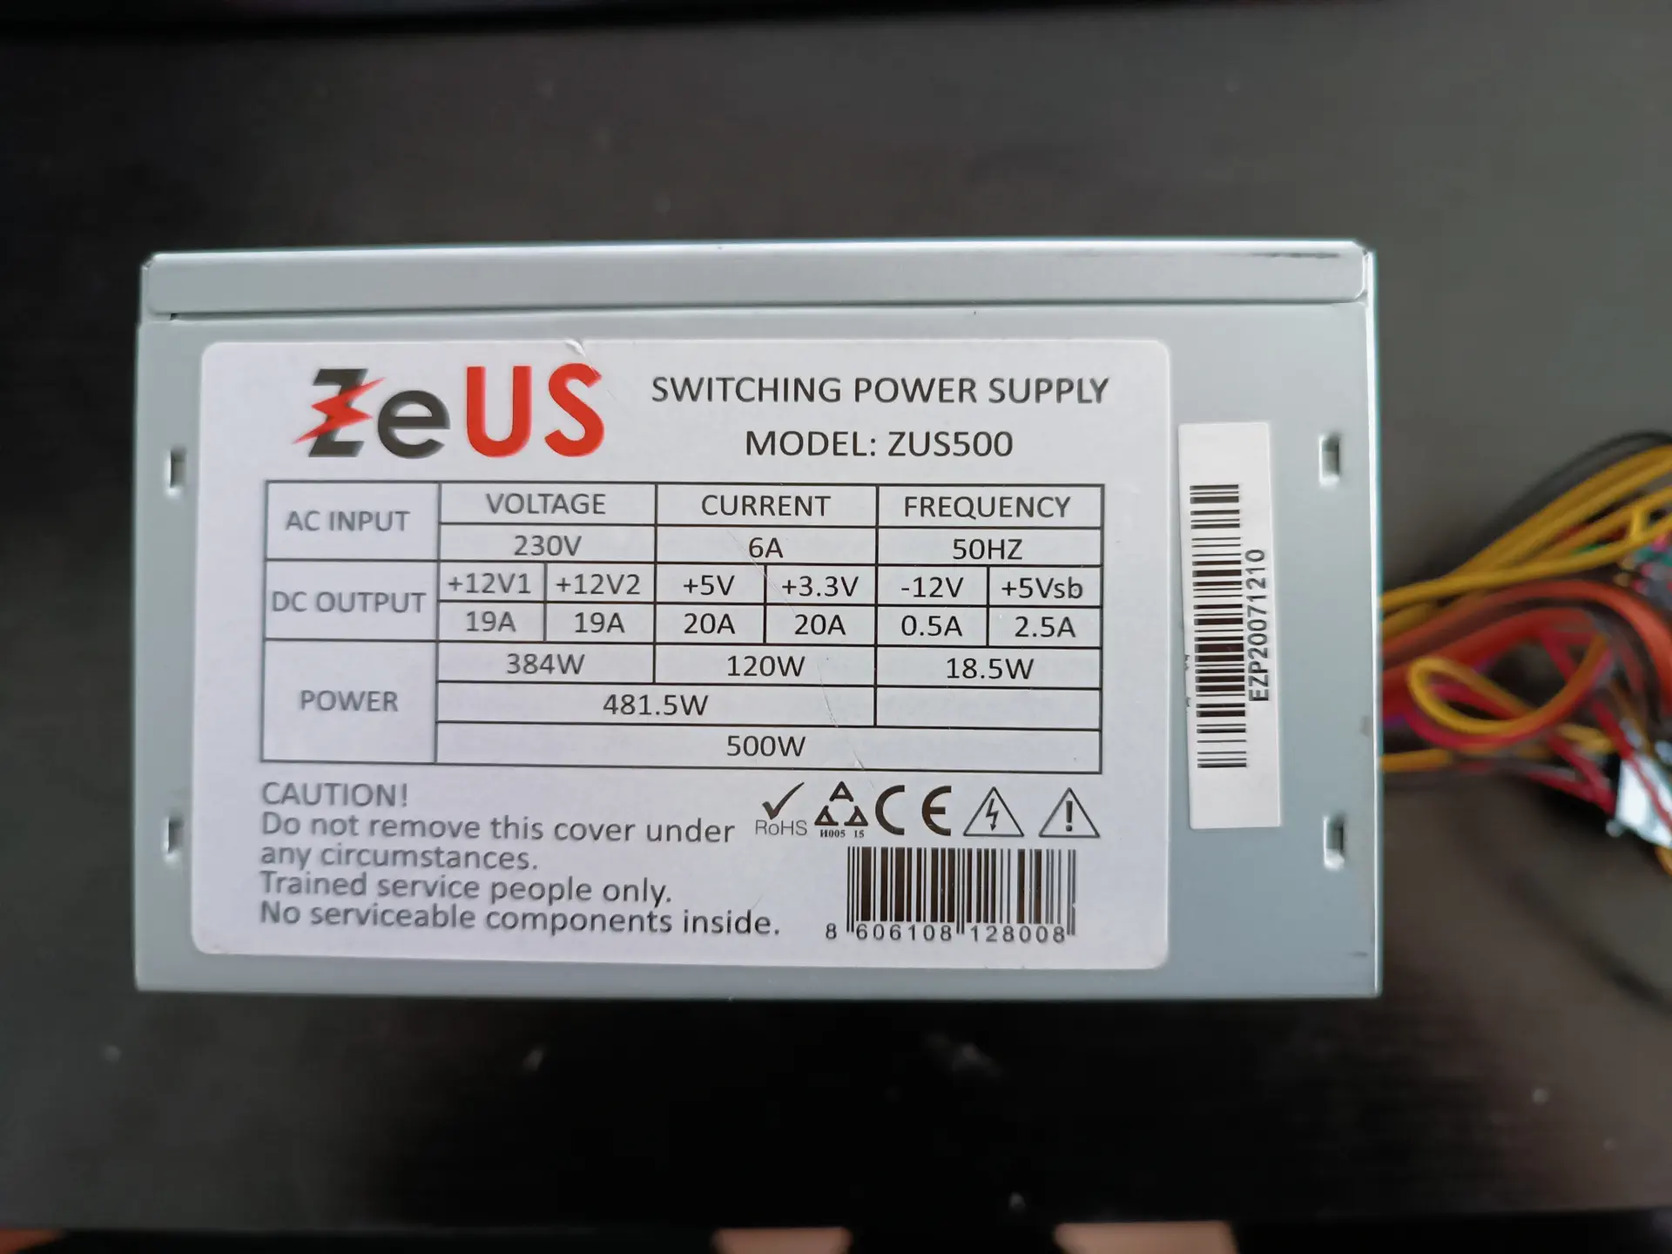 ZeUS
SWITCHING POWER SUPPLY
MODEL: ZUS500
AC INPUT VOLTAGE CURRENT FREQUENCY
230V 6A 50HZ
DC OUTPUT +12V1 +12V2 +5V +3.3V -12V +5Vsb
19A 19A 20A 20A 0.5A 2.5A
POWER 384W 120W 18.5W
481.5W
500W
CAUTION!
Do not remove this cover under
any circumstances.
Trained service people only.
No serviceable components inside.
RoHS
A
A A
H005 15
CE
8 606108 128008
EZP20071210